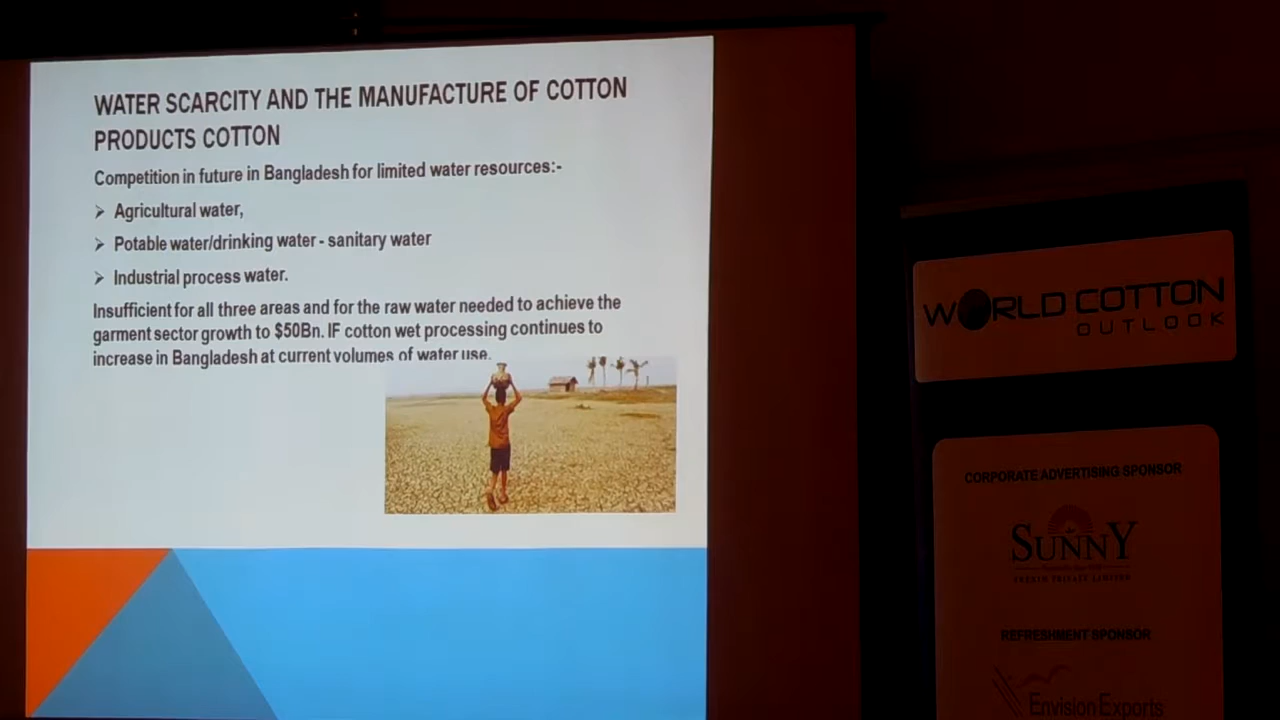 WATER SCARCITY AND THE MANUFACTURE OF COTTON
PRODUCTS COTTON
Competition in future in Bangladesh for limited water resources:-
➢ Agricultural water,
➢ Potable water/drinking water - sanitary water
➢ Industrial process water.
Insufficient for all three areas and for the raw water needed to achieve the
garment sector growth to $50Bn. IF cotton wet processing continues to
increase in Bangladesh at current volumes of water use.
WORLD COTTON
OUTLOOK
CORPORATE ADVERTISING SPONSOR
SUNNY
PRIVATE LIMITED
REFRESHMENT SPONSOR
Envision Exports